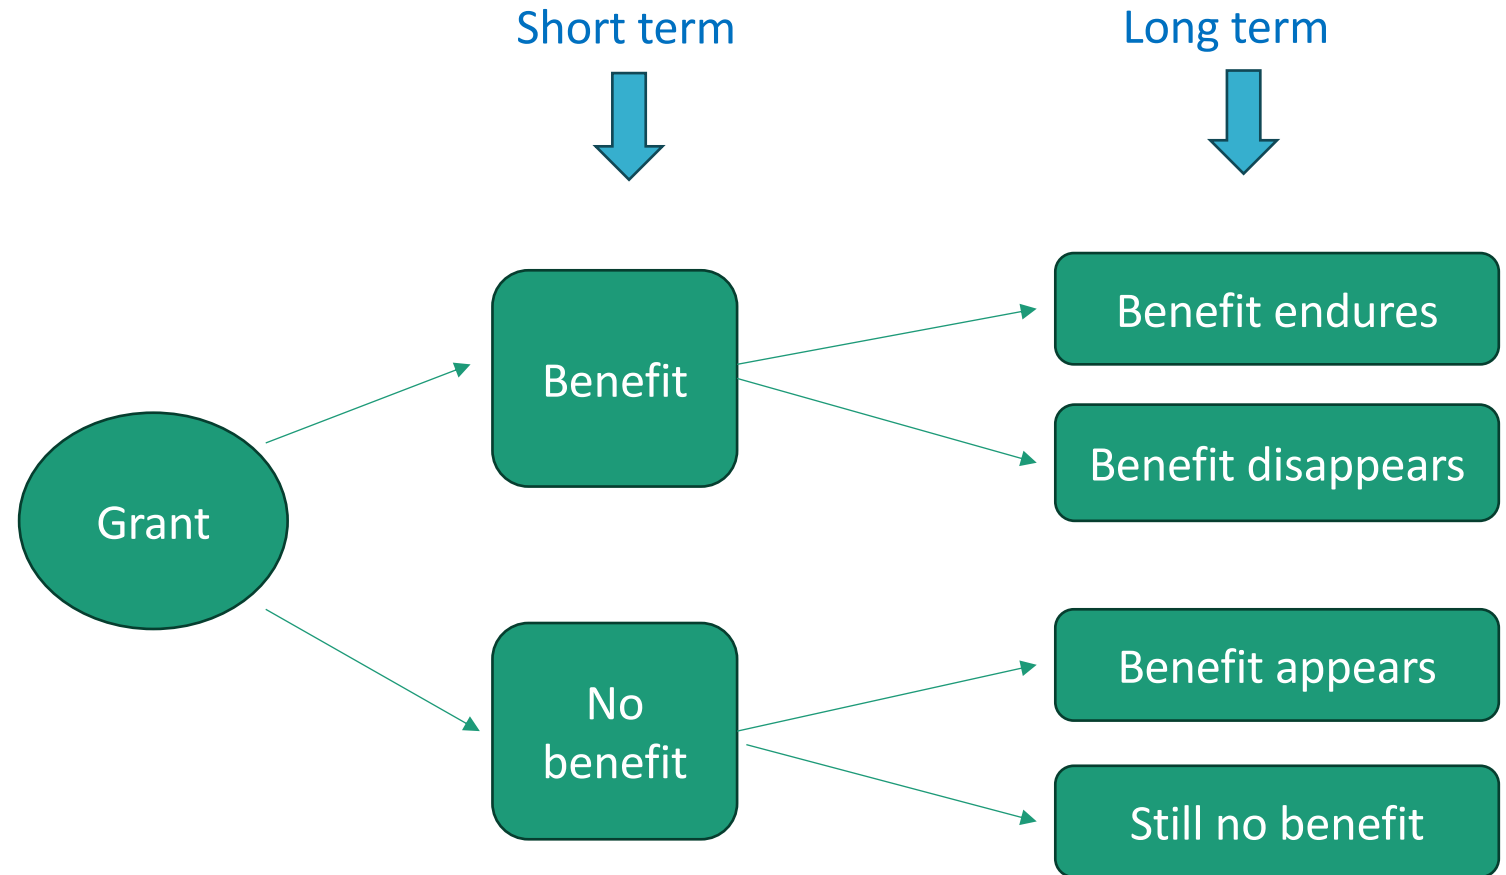 Short term
Long term
Grant
Benefit
No
benefit
Benefit endures
Benefit disappears
Benefit appears
Still no benefit